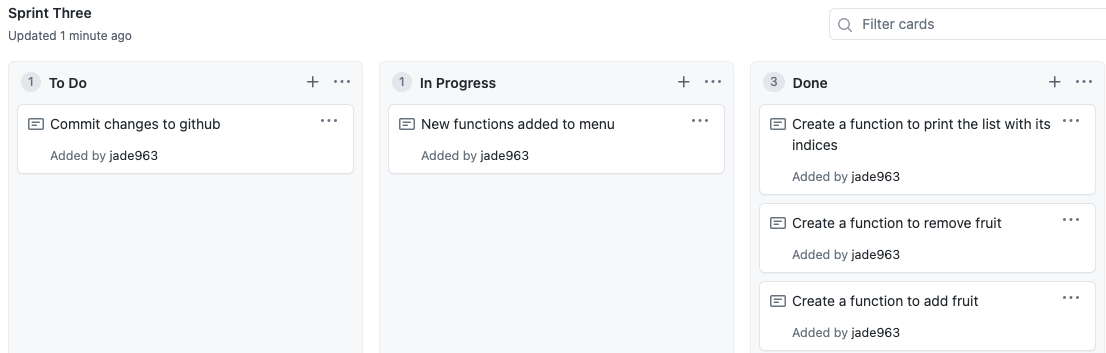 Sprint Three
Updated 1 minute ago
Filter cards
1 To Do
Commit changes to github
Added by jade963
1 In Progress
New functions added to menu
Added by jade963
3 Done
Create a function to print the list with its
indices
Added by jade963
Create a function to remove fruit
Added by jade963
Create a function to add fruit
Added by jade963